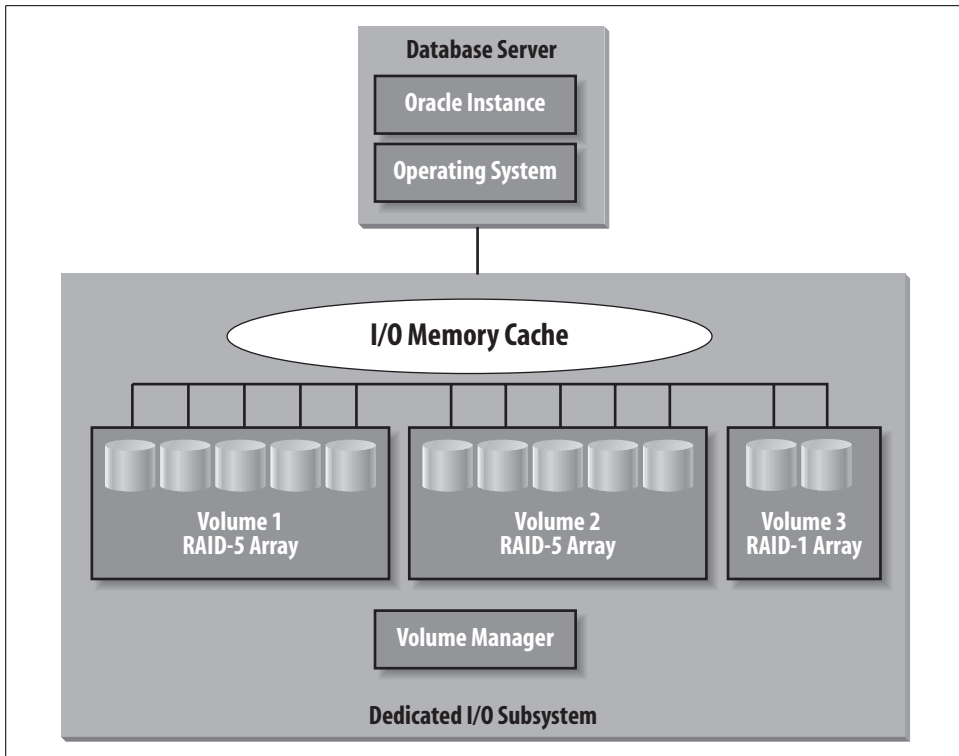 Database Server
Oracle Instance
Operating System
I/O Memory Cache
Volume 1
RAID-5 Array
Volume 2
RAID-5 Array
Volume 3
RAID-1 Array
Volume Manager
Dedicated I/O Subsystem